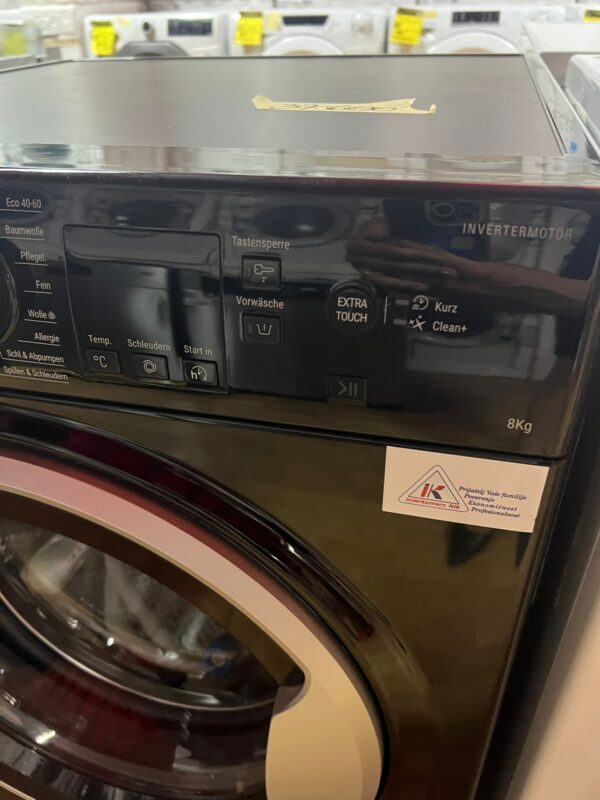 INVERTERMOTOR
Eco 40-60
Baumwolle
Pflegel.
Fein
Wolle
Allergie
Schl & Abpumpen
Spülen & Schleudern
Temp.
°C
Schleudern
Start in
h
Tastensperre
3"
Vorwäsche
EXTRA
TOUCH
Kurz
Clean+
8Kg
iK
Interkomerc Nik
Prijatelj Vaše familije
Poverenje
Ekonomičnost
Profesionalnost